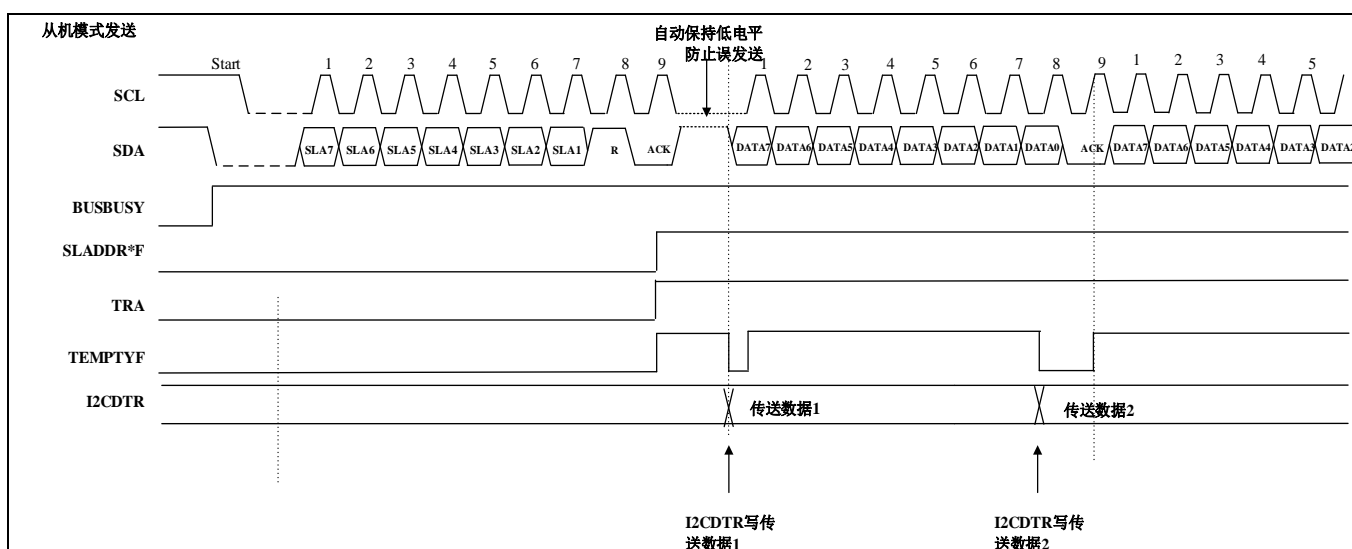 从机模式发送
自动保持低电平
防止误发送
Start 1 2 3 4 5 6 7 8 9 1 2 3 4 5 6 7 8 9 1 2 3 4 5
SCL
SDA SLA7 SLA6 SLA5 SLA4 SLA3 SLA2 SLA1 R ACK DATA7 DATA6 DATA5 DATA4 DATA3 DATA2 DATA1 DATA0 ACK DATA7 DATA6 DATA5 DATA4 DATA3 DATA2
BUSBUSY
SLADDR*F
TRA
TEMPTYF
I2CDTR 传送数据1 传送数据2
I2CDTR写传 I2CDTR写传
送数据1 送数据2